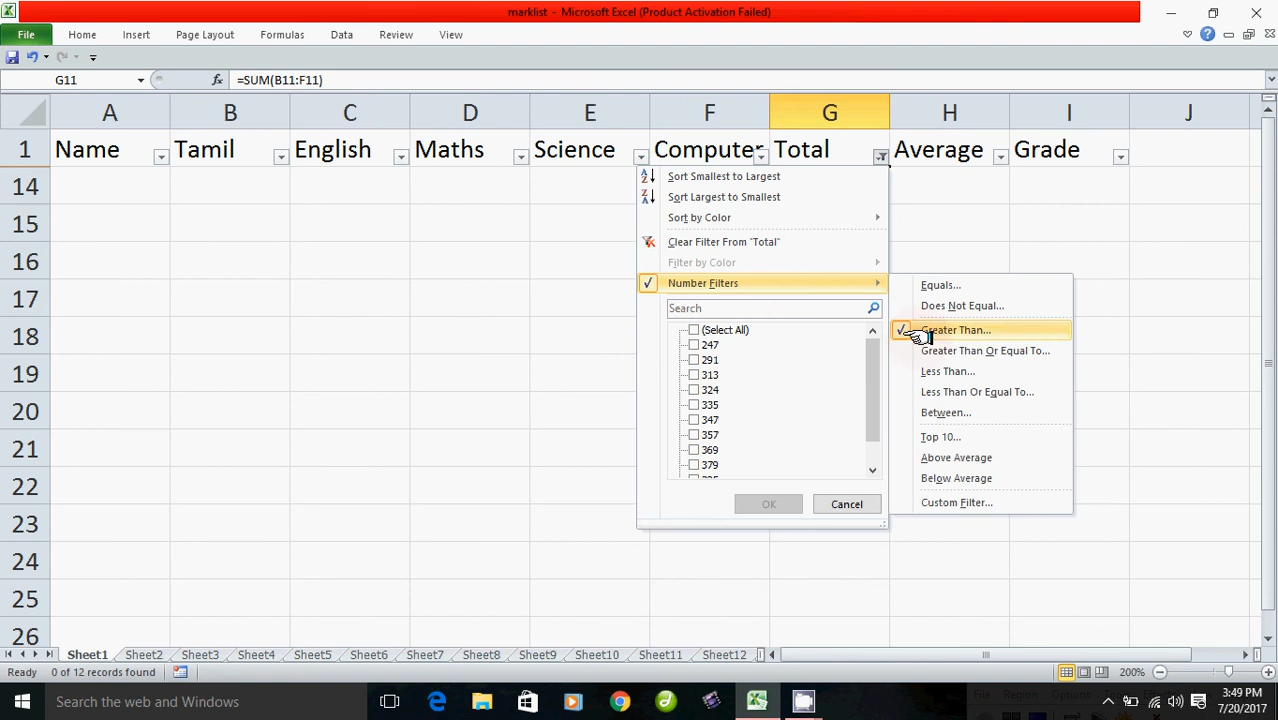 marklist - Microsoft Excel (Product Activation Failed)
File Home Insert Page Layout Formulas Data Review View
G11 fx =SUM(B11:F11)
A B C D E F G H I J
1 Name Tamil English Maths Science Computer Total Average Grade
14
15
16
17
18
19
20
21
22
23
24
25
26
Sort Smallest to Largest
Sort Largest to Smallest
Sort by Color
Clear Filter From "Total"
Filter by Color
Number Filters
Search
(Select All)
247
291
313
324
335
347
357
369
379
OK Cancel
Equals...
Does Not Equal...
Greater Than...
Greater Than Or Equal To...
Less Than...
Less Than Or Equal To...
Between...
Top 10...
Above Average
Below Average
Custom Filter...
Sheet1 Sheet2 Sheet3 Sheet4 Sheet5 Sheet6 Sheet7 Sheet8 Sheet9 Sheet10 Sheet11 Sheet12
Ready 0 of 12 records found 200%
Search the web and Windows
File Region Options
3:49 PM
7/20/2017